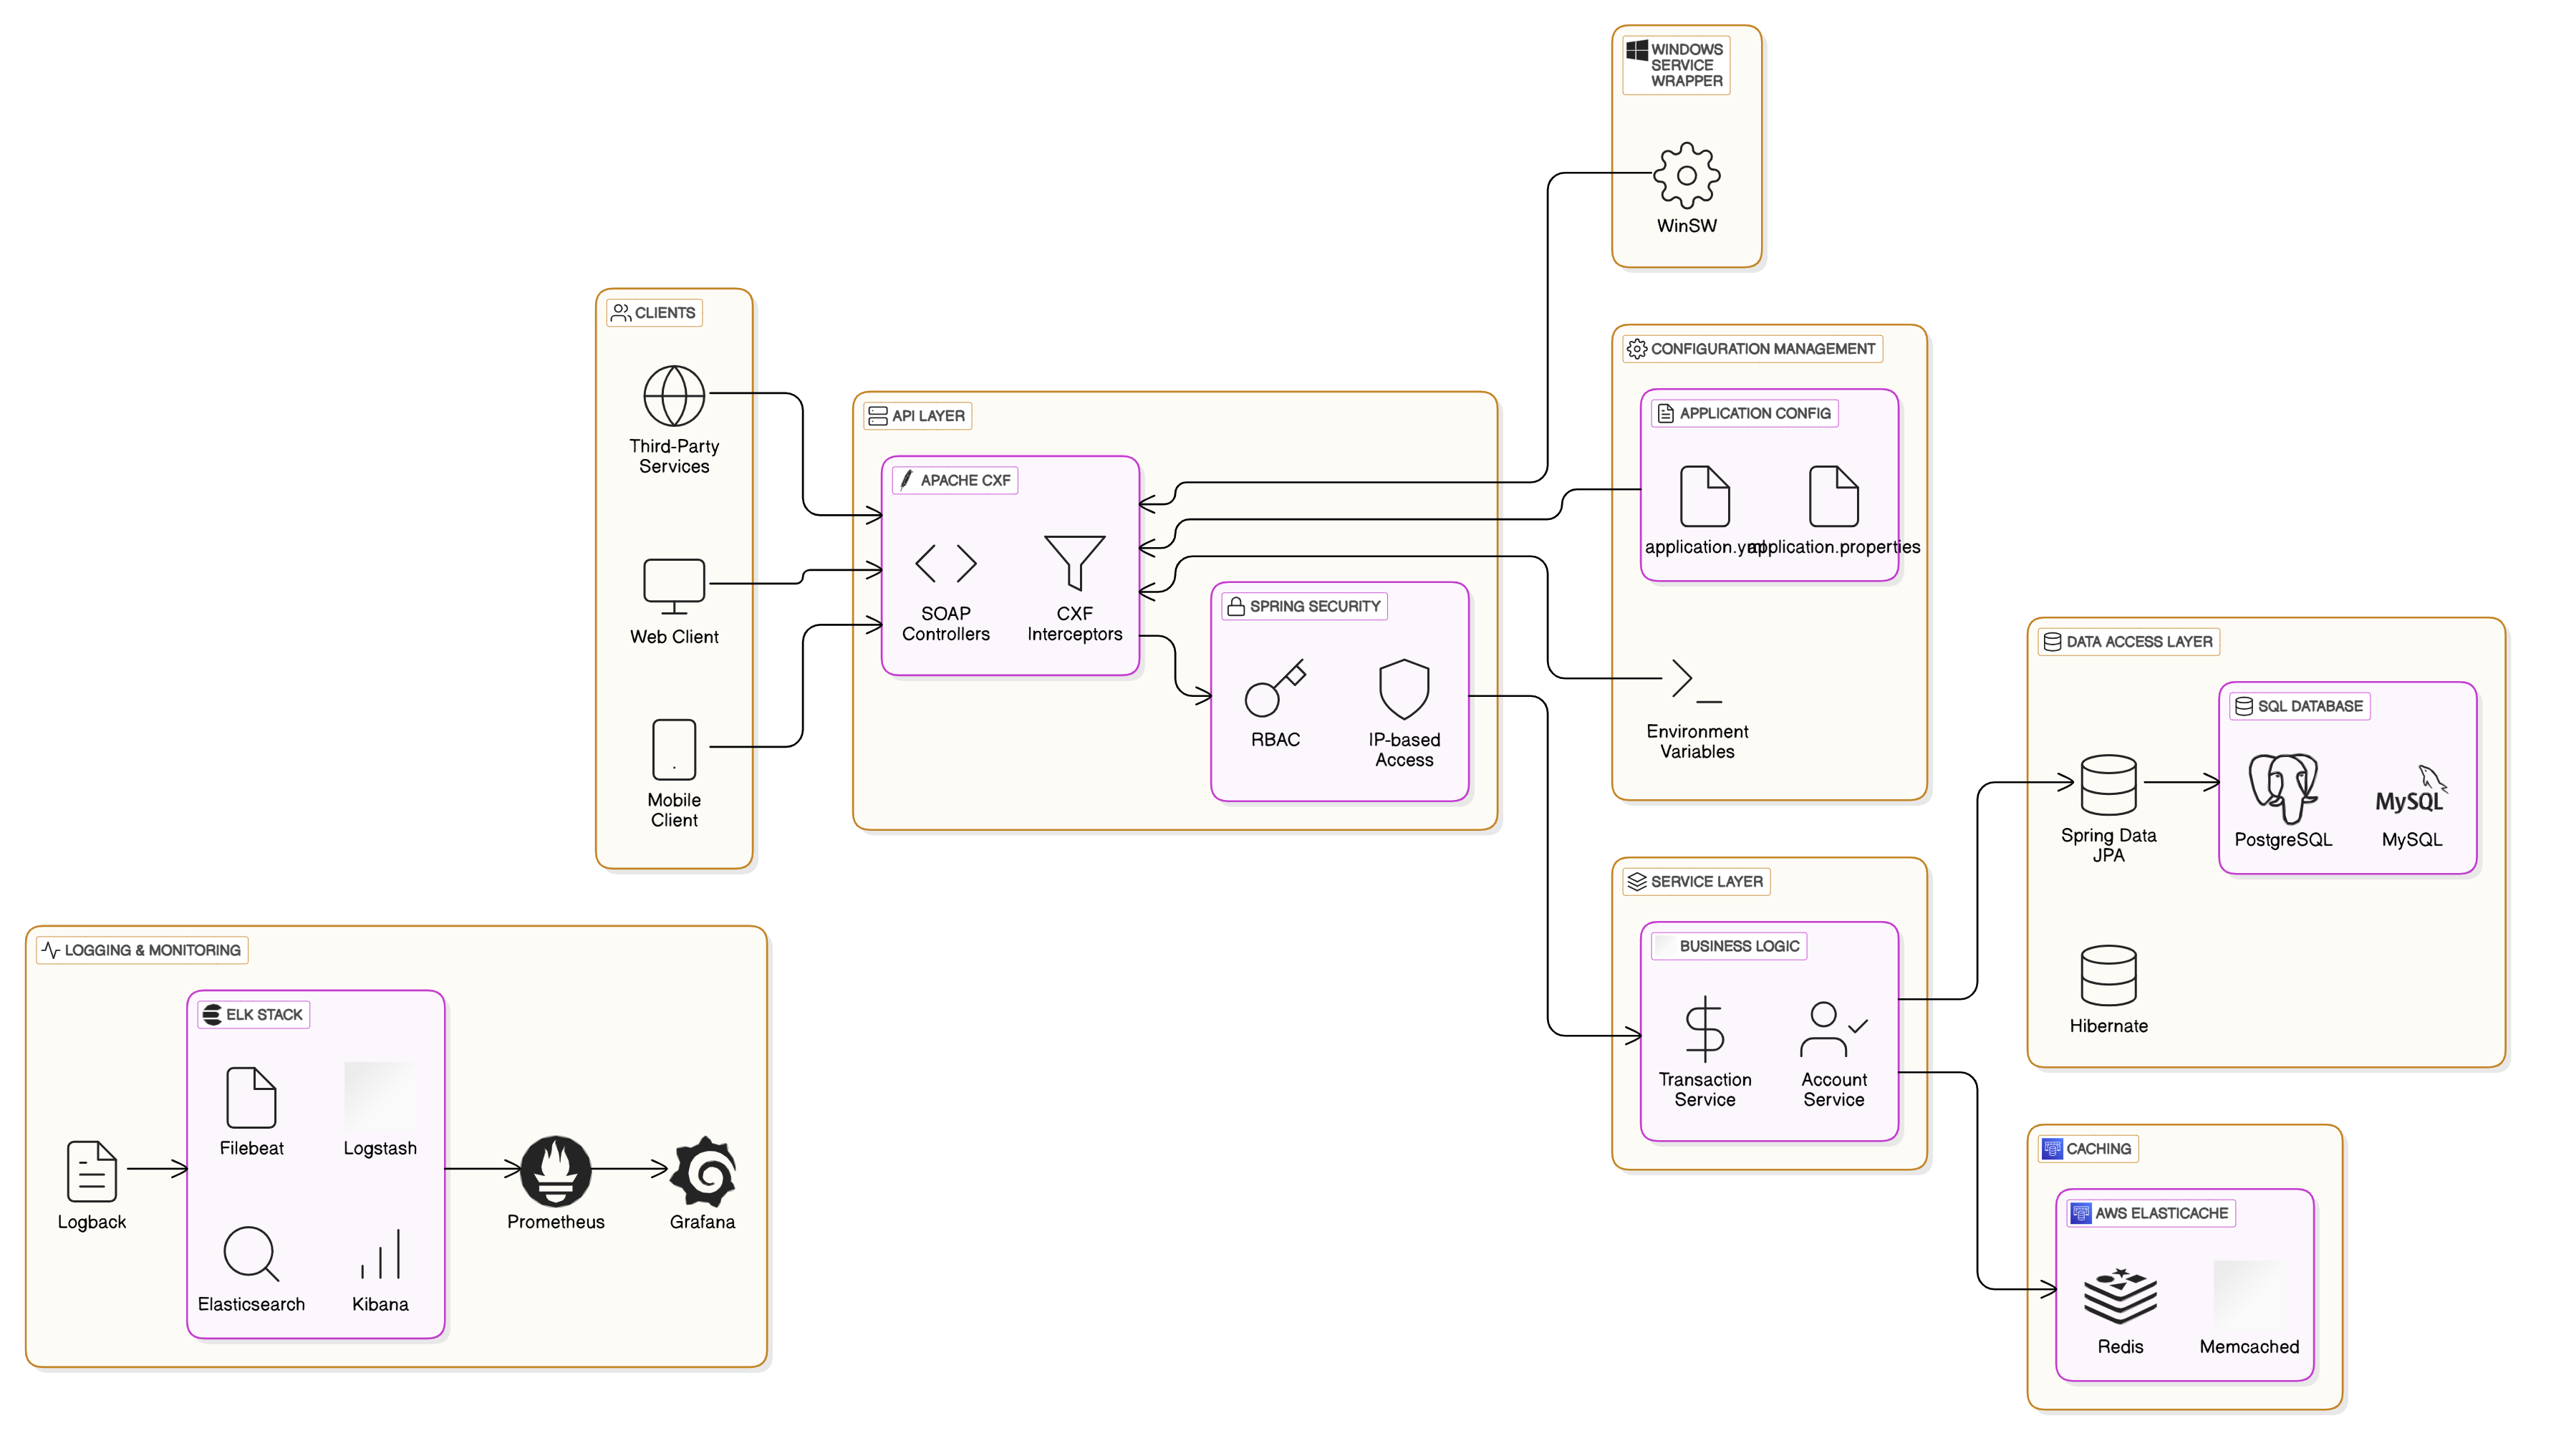 WINDOWS
SERVICE
WRAPPER
WinSW
CLIENTS
Third-Party
Services
Web Client
Mobile
Client
API LAYER
APACHE CXF
SOAP
Controllers
CXF
Interceptors
SPRING SECURITY
RBAC
IP-based
Access
CONFIGURATION MANAGEMENT
APPLICATION CONFIG
application.yml
application.properties
Environment
Variables
SERVICE LAYER
BUSINESS LOGIC
Transaction
Service
Account
Service
DATA ACCESS LAYER
Spring Data
JPA
SQL DATABASE
PostgreSQL
MySQL
MySQL
Hibernate
CACHING
AWS ELASTICACHE
Redis
Memcached
LOGGING & MONITORING
Logback
ELK STACK
Filebeat
Logstash
Elasticsearch
Kibana
Prometheus
Grafana